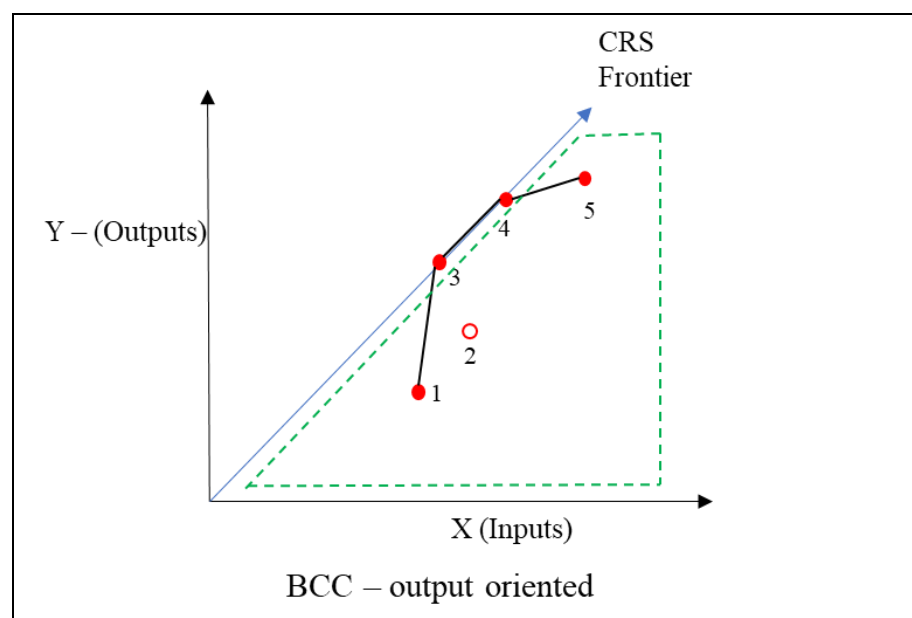 CRS
Frontier
Y – (Outputs)
5
4
3
2
1
X (Inputs)
BCC – output oriented